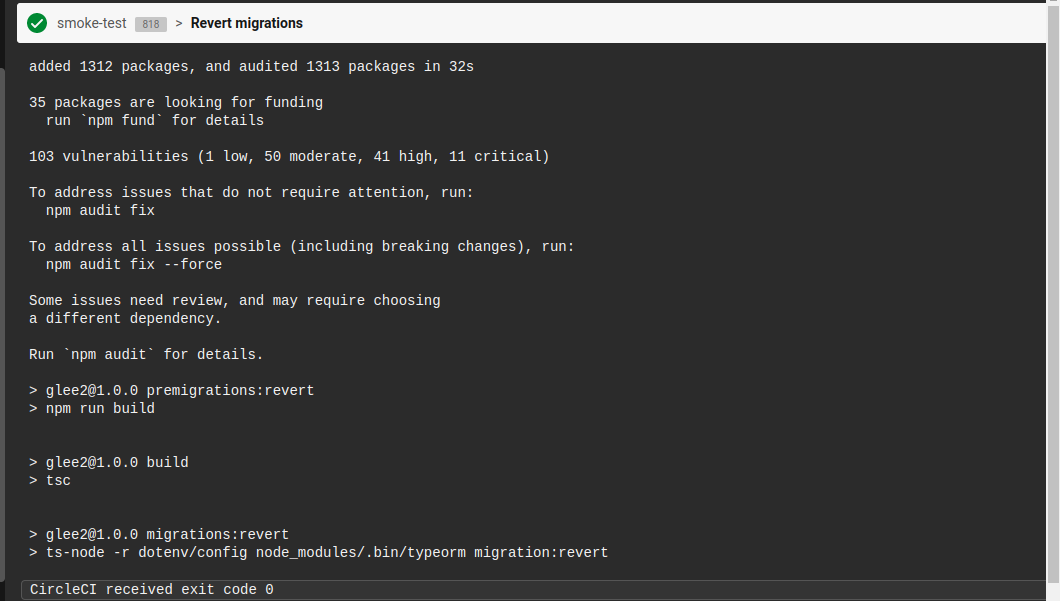 smoke-test 818 > Revert migrations
added 1312 packages, and audited 1313 packages in 32s
35 packages are looking for funding
run `npm fund` for details
103 vulnerabilities (1 low, 50 moderate, 41 high, 11 critical)
To address issues that do not require attention, run:
npm audit fix
To address all issues possible (including breaking changes), run:
npm audit fix --force
Some issues need review, and may require choosing
a different dependency.
Run `npm audit` for details.
> glee2@1.0.0 premigrations:revert
> npm run build
> glee2@1.0.0 build
> tsc
> glee2@1.0.0 migrations:revert
> ts-node -r dotenv/config node_modules/.bin/typeorm migration:revert
CircleCI received exit code 0